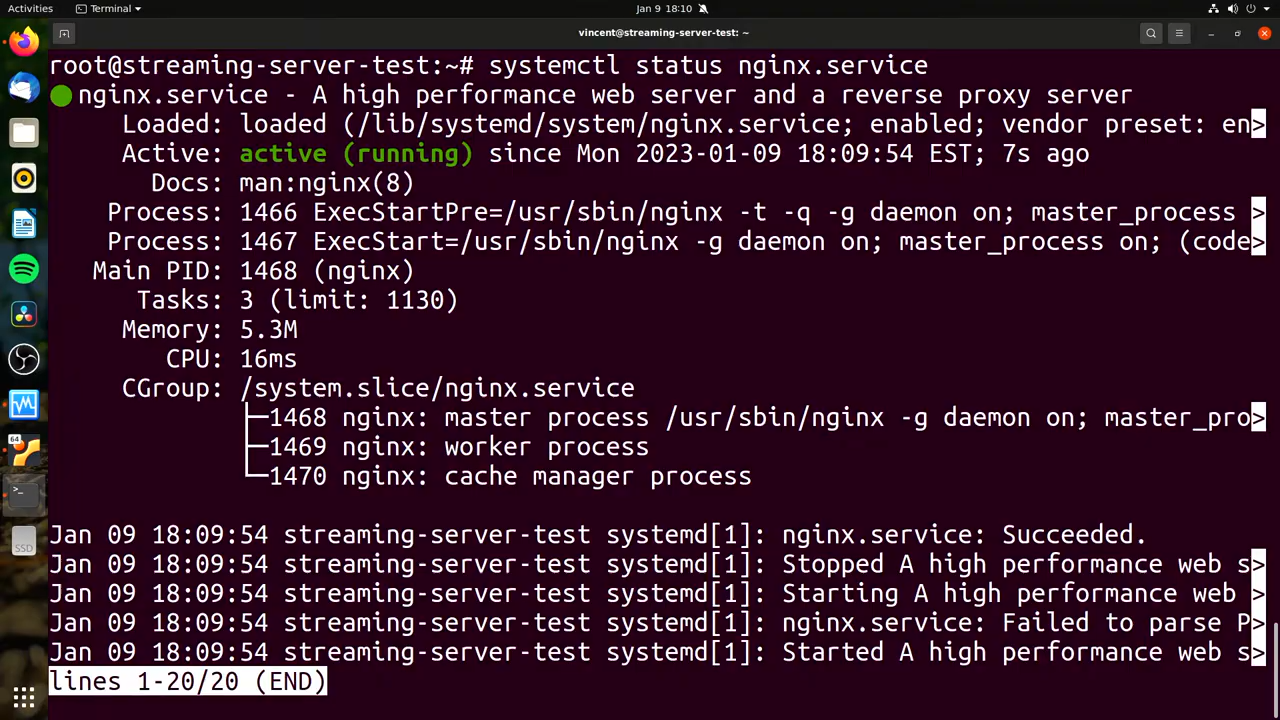 Activities
Terminal
Jan 9 18:10
vincent@streaming-server-test: ~
root@streaming-server-test:~# systemctl status nginx.service
nginx.service - A high performance web server and a reverse proxy server
Loaded: loaded (/lib/systemd/system/nginx.service; enabled; vendor preset: en>
Active: active (running) since Mon 2023-01-09 18:09:54 EST; 7s ago
Docs: man:nginx(8)
Process: 1466 ExecStartPre=/usr/sbin/nginx -t -q -g daemon on; master_process >
Process: 1467 ExecStart=/usr/sbin/nginx -g daemon on; master_process on; (code>
Main PID: 1468 (nginx)
Tasks: 3 (limit: 1130)
Memory: 5.3M
CPU: 16ms
CGroup: /system.slice/nginx.service
├─1468 nginx: master process /usr/sbin/nginx -g daemon on; master_pro>
├─1469 nginx: worker process
└─1470 nginx: cache manager process
Jan 09 18:09:54 streaming-server-test systemd[1]: nginx.service: Succeeded.
Jan 09 18:09:54 streaming-server-test systemd[1]: Stopped A high performance web s>
Jan 09 18:09:54 streaming-server-test systemd[1]: Starting A high performance web >
Jan 09 18:09:54 streaming-server-test systemd[1]: nginx.service: Failed to parse P>
Jan 09 18:09:54 streaming-server-test systemd[1]: Started A high performance web s>
lines 1-20/20 (END)
64
SSD